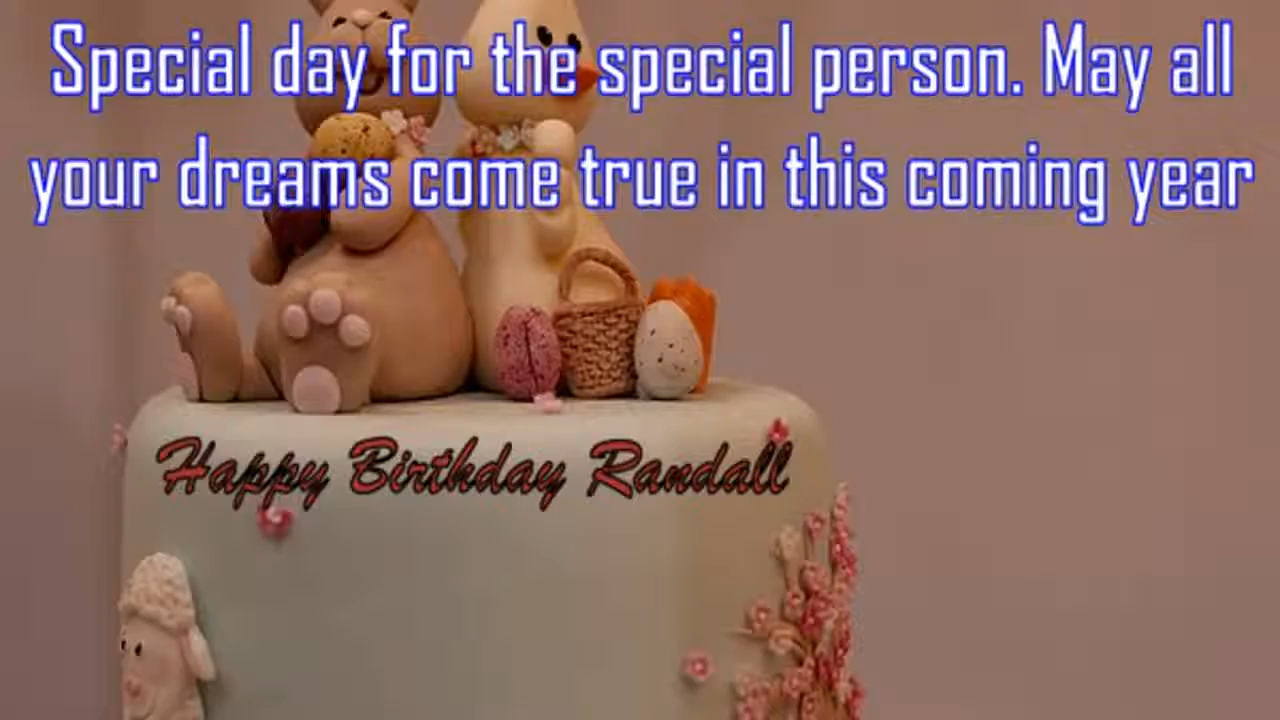 Special day for the special person. May all
your dreams come true in this coming year
Happy Birthday Randall